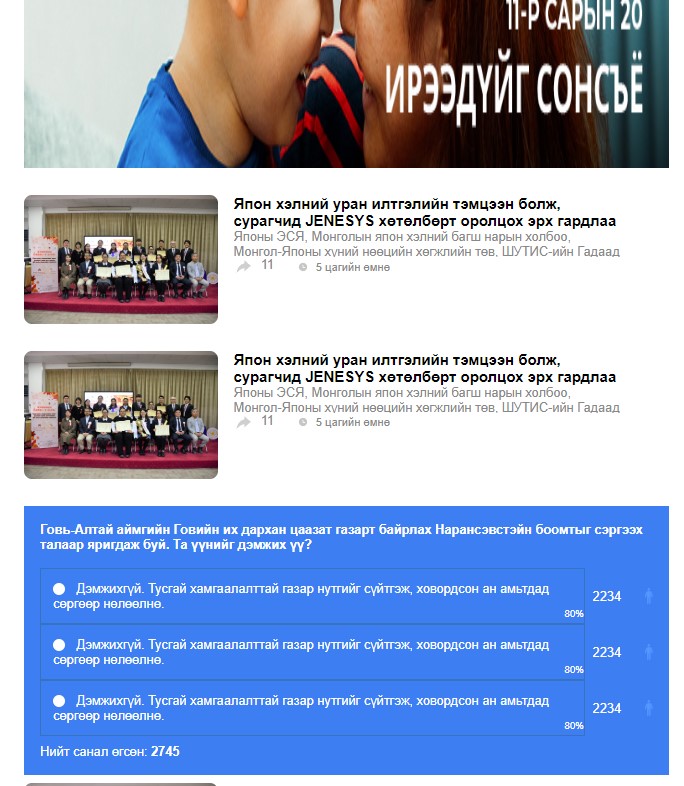 11-Р САРЫН 20
ИРЭЭДҮЙГ СОНСЪЁ
Япон хэлний уран илтгэлийн тэмцээн болж,
сурагчид JENESYS хөтөлбөрт оролцох эрх гардлаа
Японы ЭСЯ, Монголын япон хэлний багш нарын холбоо,
Монгол-Японы хүний нөөцийн хөгжлийн төв, ШУТИС-ийн Гадаад
11 5 цагийн өмнө
Япон хэлний уран илтгэлийн тэмцээн болж,
сурагчид JENESYS хөтөлбөрт оролцох эрх гардлаа
Японы ЭСЯ, Монголын япон хэлний багш нарын холбоо,
Монгол-Японы хүний нөөцийн хөгжлийн төв, ШУТИС-ийн Гадаад
11 5 цагийн өмнө
Говь-Алтай аймгийн Говийн их дархан цаазат газарт байрлах Нарансэвстэйн боомтыг сэргээх
талаар яригдаж буй. Та үүнийг дэмжих үү?
Дэмжихгүй. Тусгай хамгаалалттай газар нутгийг сүйтгэж, ховордсон ан амьтдад
сөргөөр нөлөөлнө.
80%
2234
Дэмжихгүй. Тусгай хамгаалалттай газар нутгийг сүйтгэж, ховордсон ан амьтдад
сөргөөр нөлөөлнө.
80%
2234
Дэмжихгүй. Тусгай хамгаалалттай газар нутгийг сүйтгэж, ховордсон ан амьтдад
сөргөөр нөлөөлнө.
80%
2234
Нийт санал өгсөн: 2745